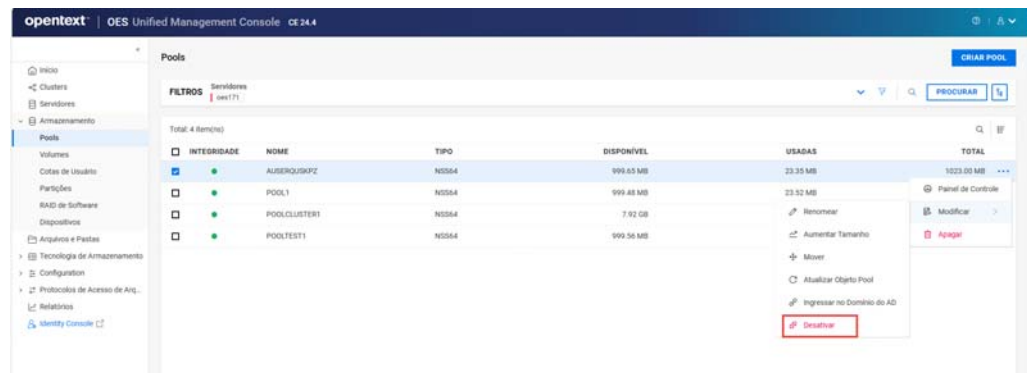 opentext | OES Unified Management Console CE 24.4
Pools
CRIAR POOL
Início
Clusters
Servidores
Armazenamento
Pools
Volumes
Cotas de Usuário
Partições
RAID de Software
Dispositivos
Arquivos e Pastas
Tecnologia de Armazenamento
Configuration
Protocolos de Acesso de Arq...
Relatórios
Identity Console
FILTROS Servidores
oes171
PROCURAR
Total: 4 item(ns)
INTEGRIDADE NOME TIPO DISPONÍVEL USADAS TOTAL
AUSERQUSKPZ NSS64 999.65 MB 23.35 MB 1023.00 MB
POOL1 NSS64 999.48 MB 23.52 MB
POOLCLUSTER1 NSS64 7.92 GB
POOLTEST1 NSS64 999.56 MB
Painel de Controle
Modificar
Apagar
Renomear
Aumentar Tamanho
Mover
Atualizar Objeto Pool
Ingressar no Domínio do AD
Desativar